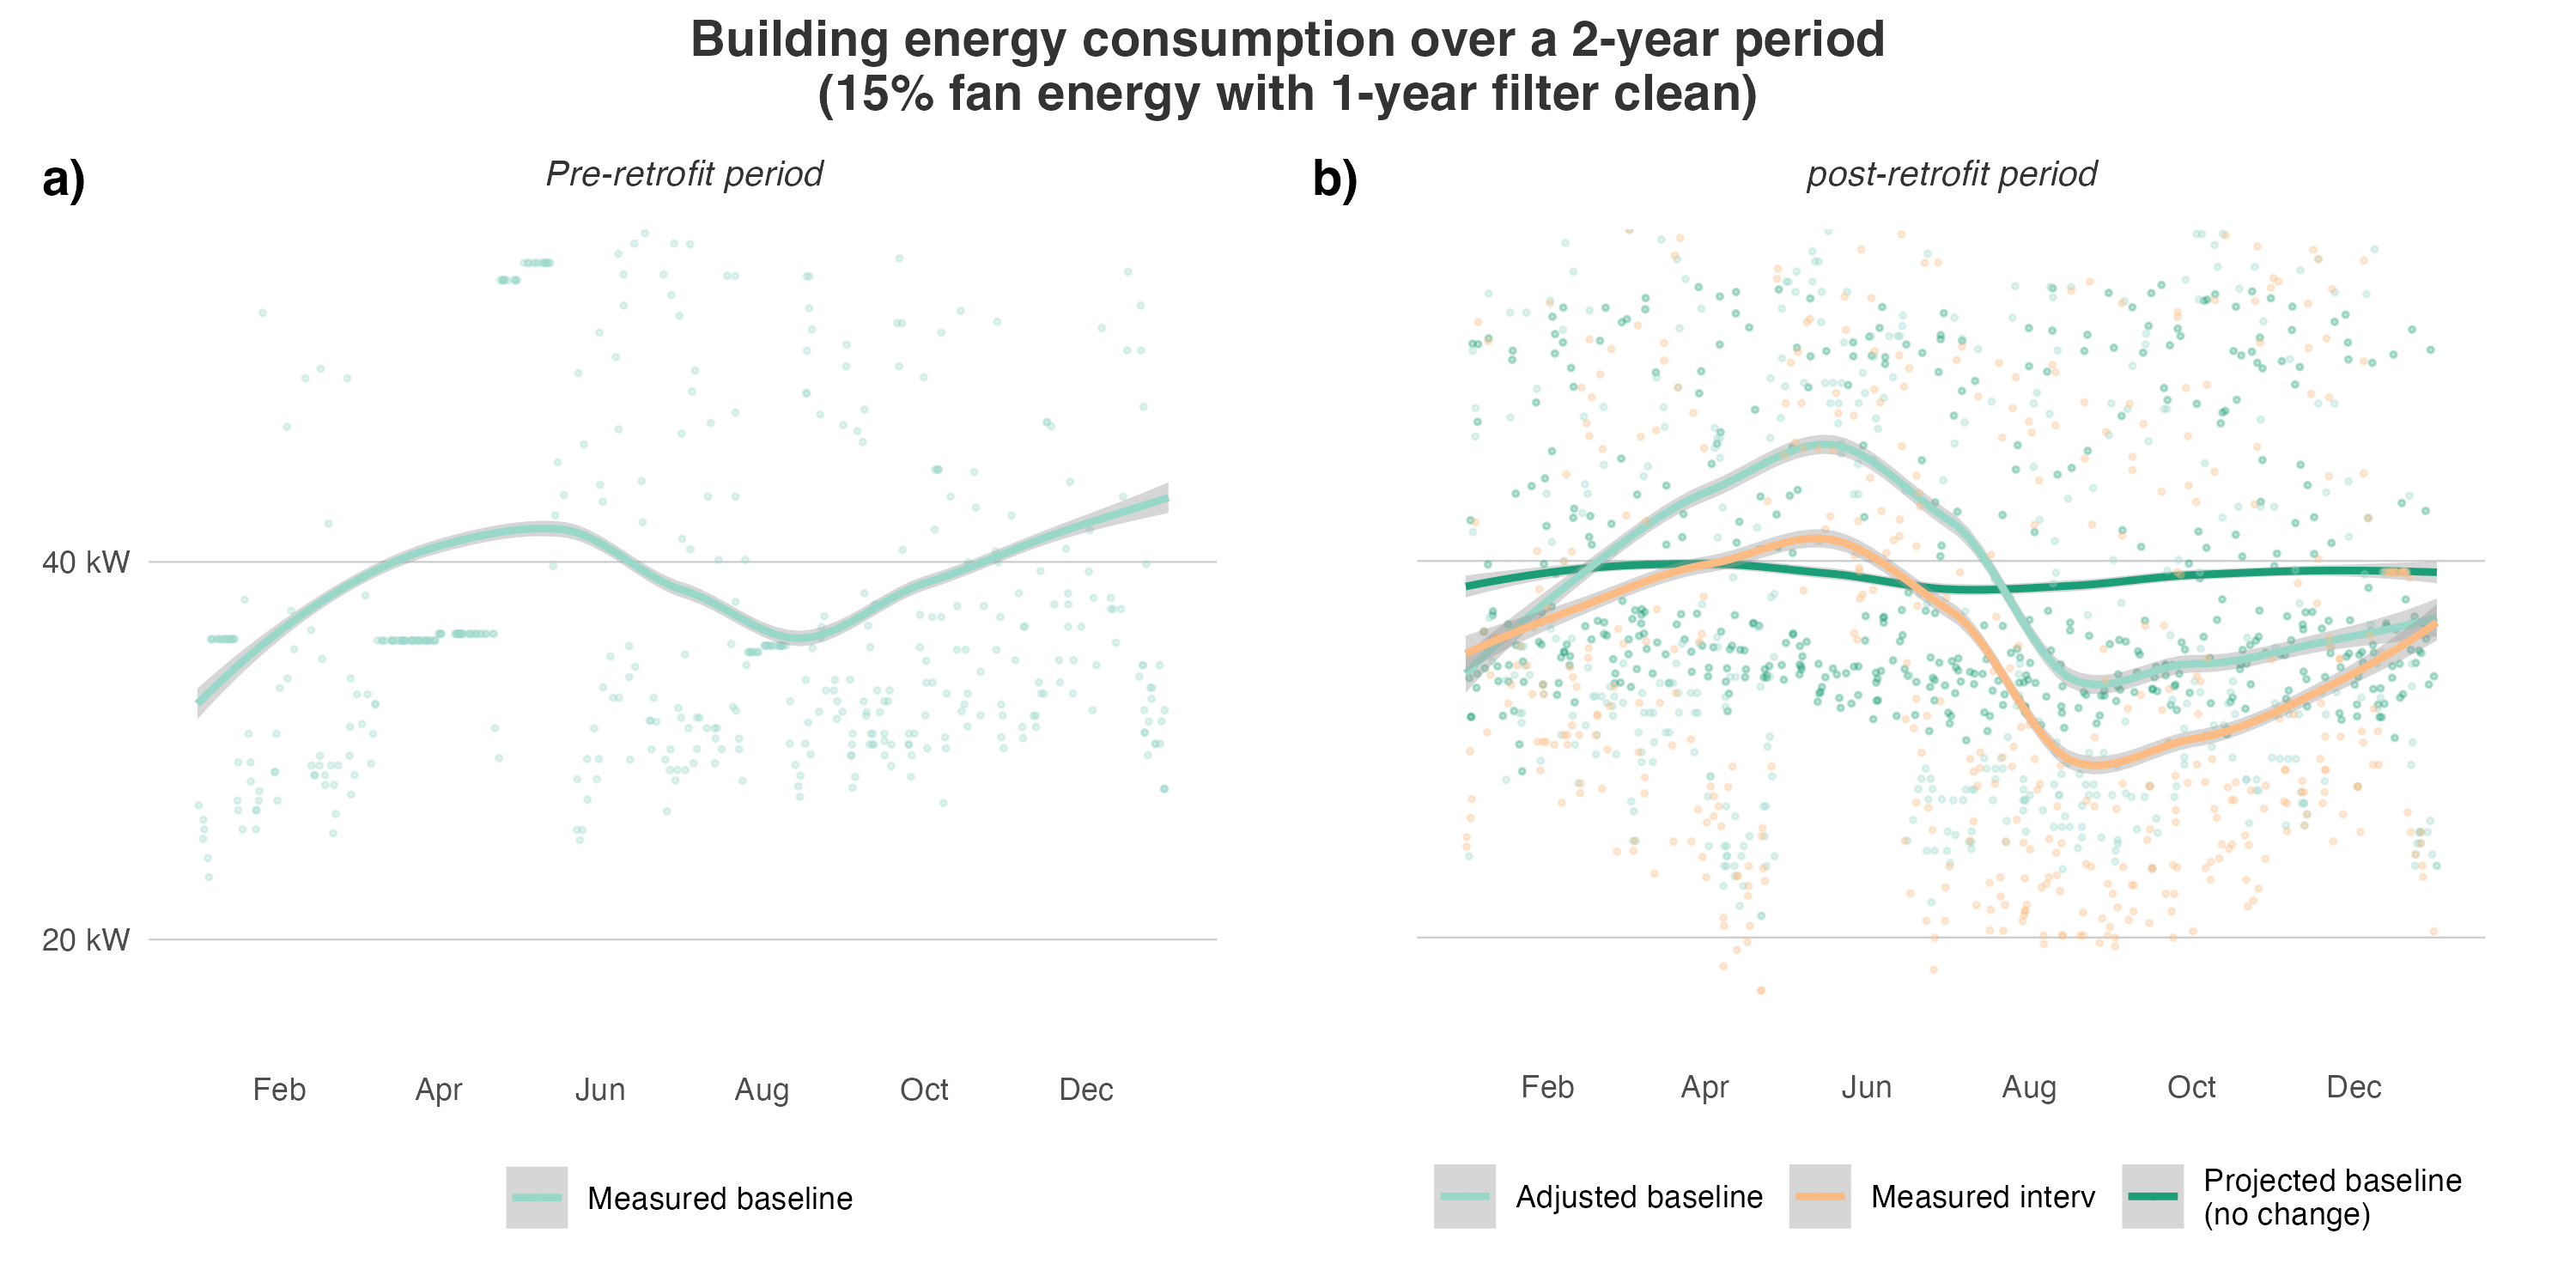 Building energy consumption over a 2-year period
(15% fan energy with 1-year filter clean)
a)
Pre-retrofit period
40 kW
20 kW
Feb Apr Jun Aug Oct Dec
Measured baseline
b)
post-retrofit period
Feb Apr Jun Aug Oct Dec
Adjusted baseline
Measured interv
Projected baseline
(no change)